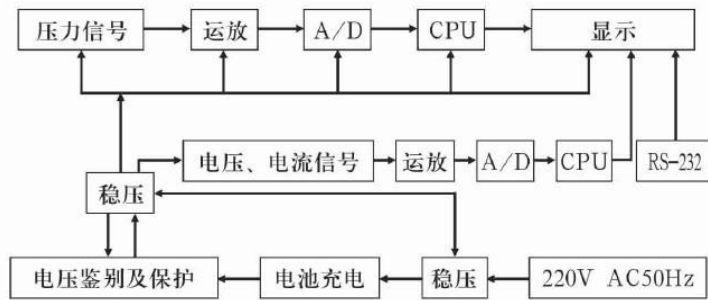 压力信号 运放 A/D CPU 显示
电压、电流信号 运放 A/D CPU RS-232
稳压
电压鉴别及保护 电池充电 稳压 220V AC50Hz